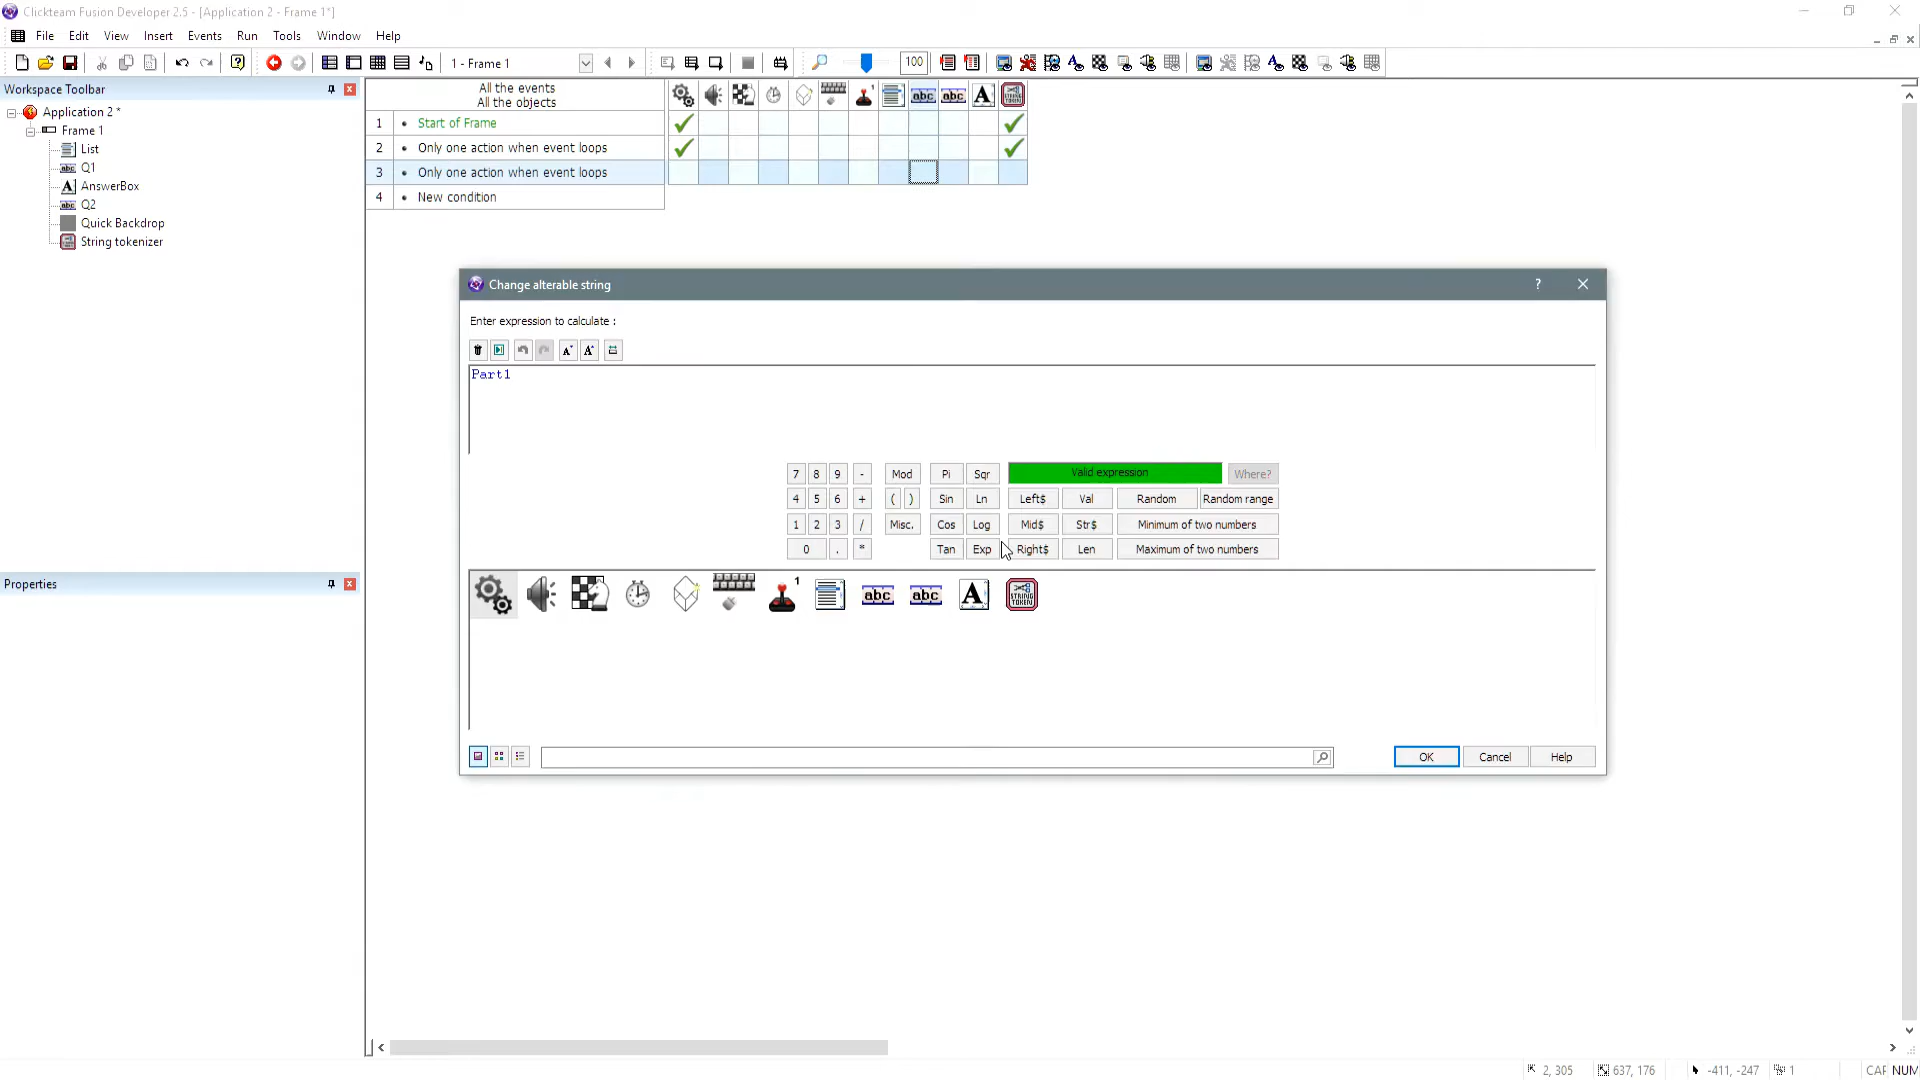 Clickteam Fusion Developer 2.5 - [Application 2 - Frame 1*]
File Edit View Insert Events Run Tools Window Help
1 - Frame 1
100
Workspace Toolbar
Application 2 *
Frame 1
List
Q1
AnswerBox
Q2
Quick Backdrop
String tokenizer
Properties
All the events
All the objects
1 • Start of Frame
2 • Only one action when event loops
3 • Only one action when event loops
4 • New condition
Change alterable string
Enter expression to calculate :
Part1
7 8 9 - Mod Pi Sqr Valid expression Where?
4 5 6 + ( ) Sin Ln Left$ Val Random Random range
1 2 3 / Misc. Cos Log Mid$ Str$ Minimum of two numbers
0 . * Tan Exp Right$ Len Maximum of two numbers
1
abc abc A STRING TOKEN
OK Cancel Help
2, 305 637, 176 -411, -247 1 CAP NUM